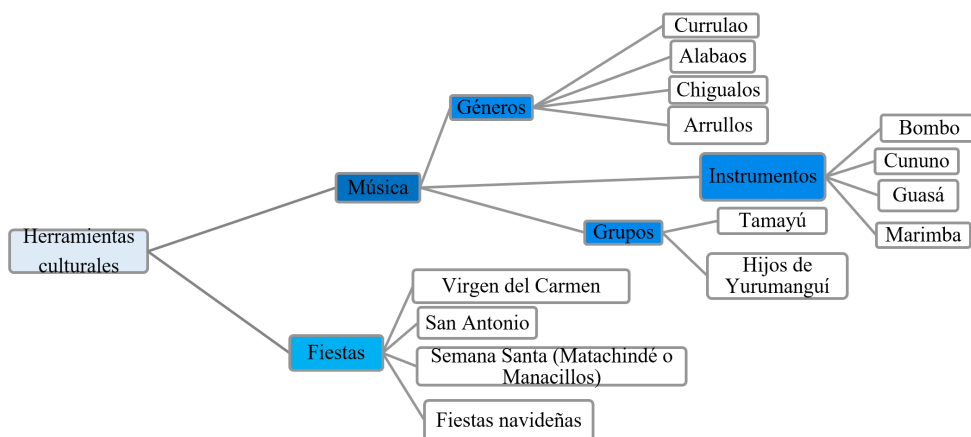 Herramientas
culturales
Música
Géneros
Currulao
Alabaos
Chigualos
Arrullos
Instrumentos
Bombo
Cununo
Guasá
Marimba
Grupos
Tamayú
Hijos de
Yurumanguí
Fiestas
Virgen del Carmen
San Antonio
Semana Santa (Matachindé o
Manacillos)
Fiestas navideñas